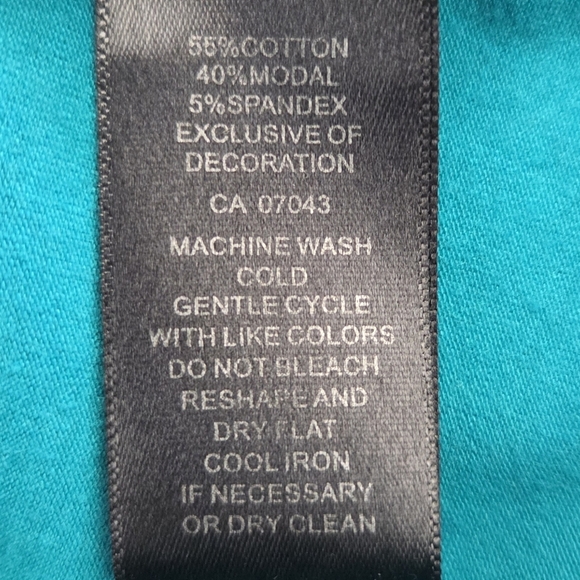 55%COTTON
40%MODAL
5%SPANDEX
EXCLUSIVE OF
DECORATION
CA 07043
MACHINE WASH
COLD
GENTLE CYCLE
WITH LIKE COLORS
DO NOT BLEACH
RESHAPE AND
DRY FLAT
COOL IRON
IF NECESSARY
OR DRY CLEAN